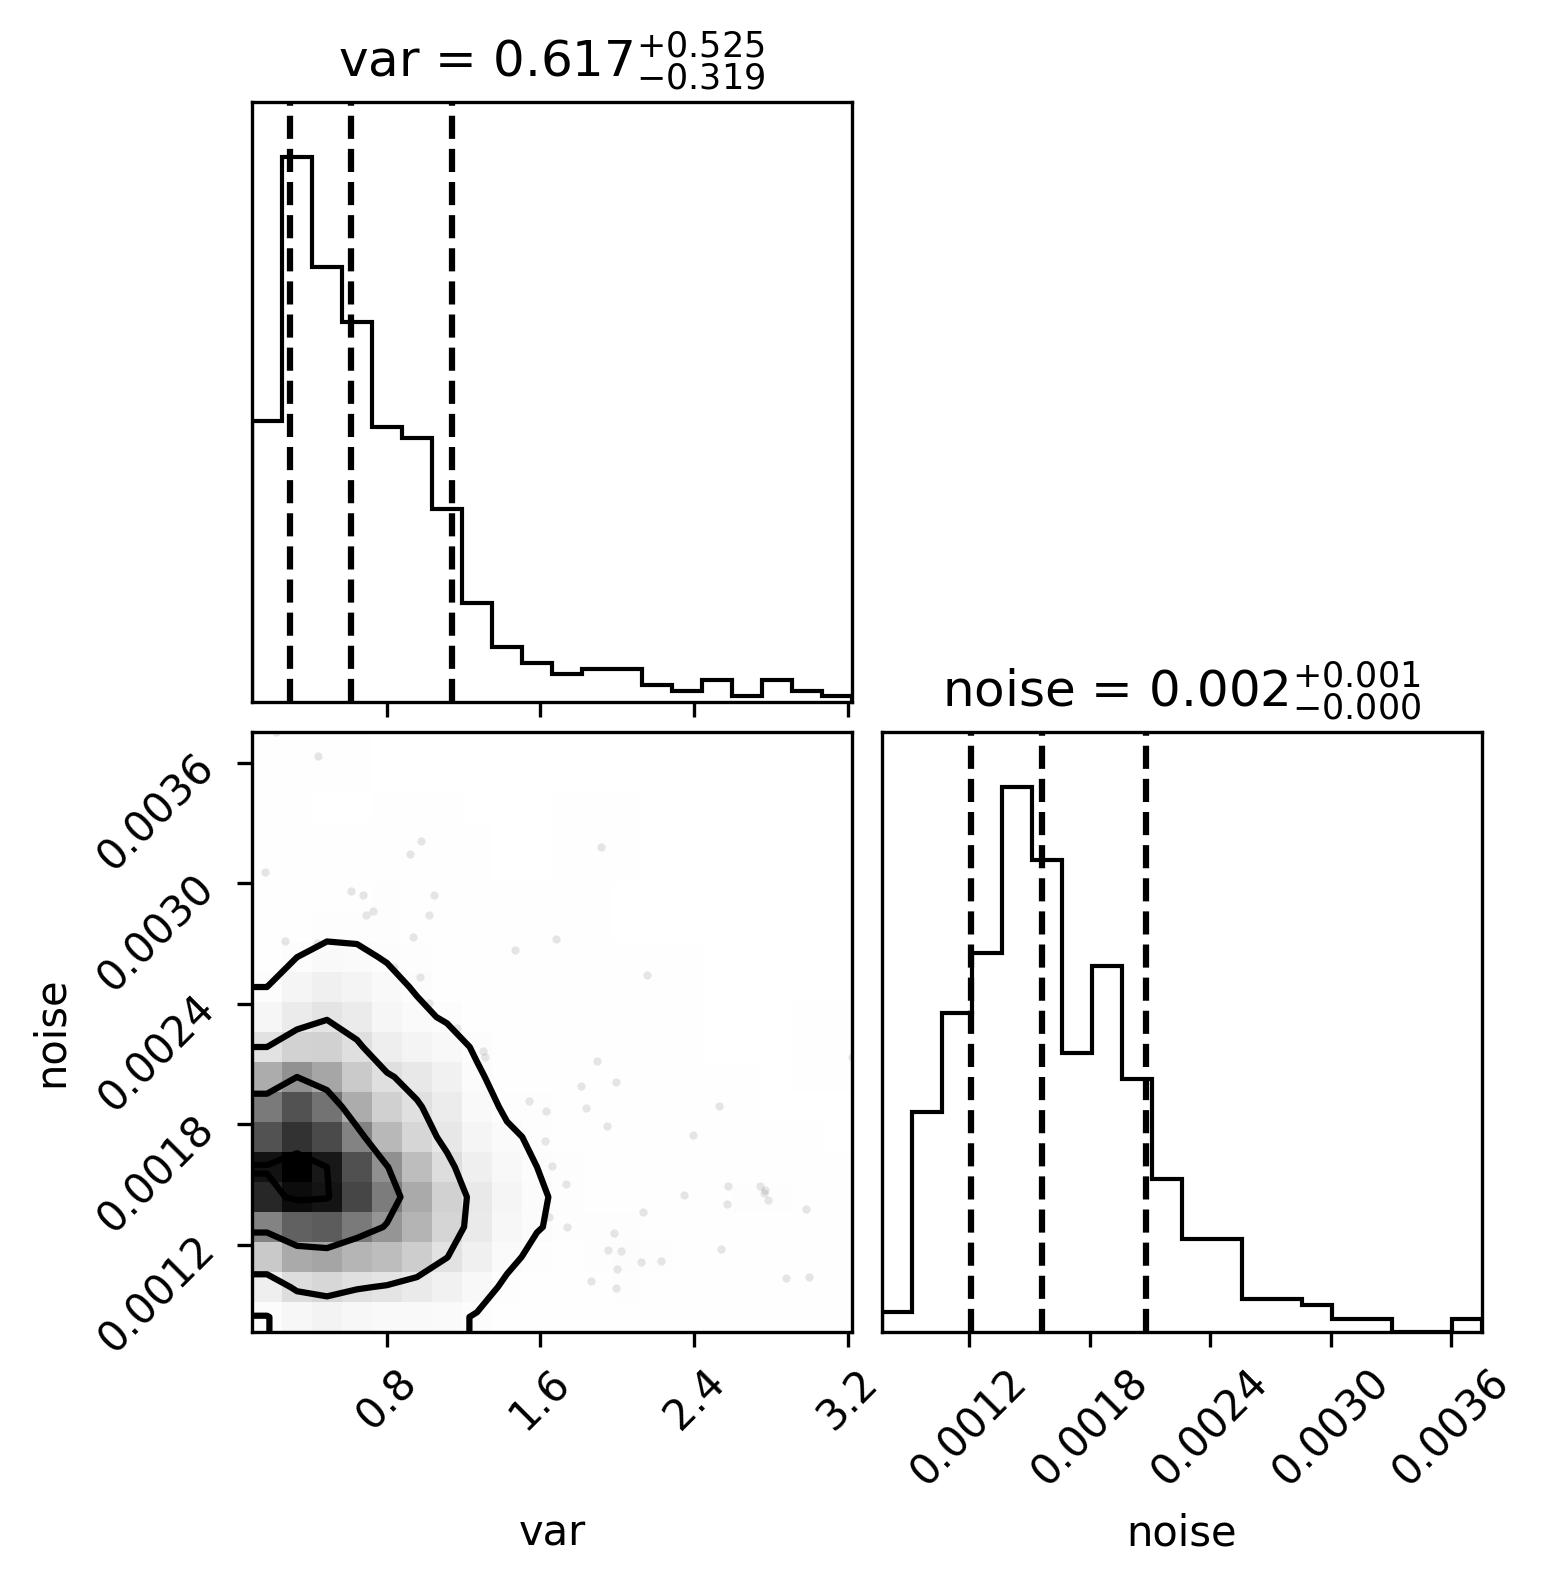 var = 0.617+0.525
−0.319
noise = 0.002+0.001
−0.000
noise
0.0036
0.0030
0.0024
0.0018
0.0012
0.8 1.6 2.4 3.2
var
0.0012 0.0018 0.0024 0.0030 0.0036
noise